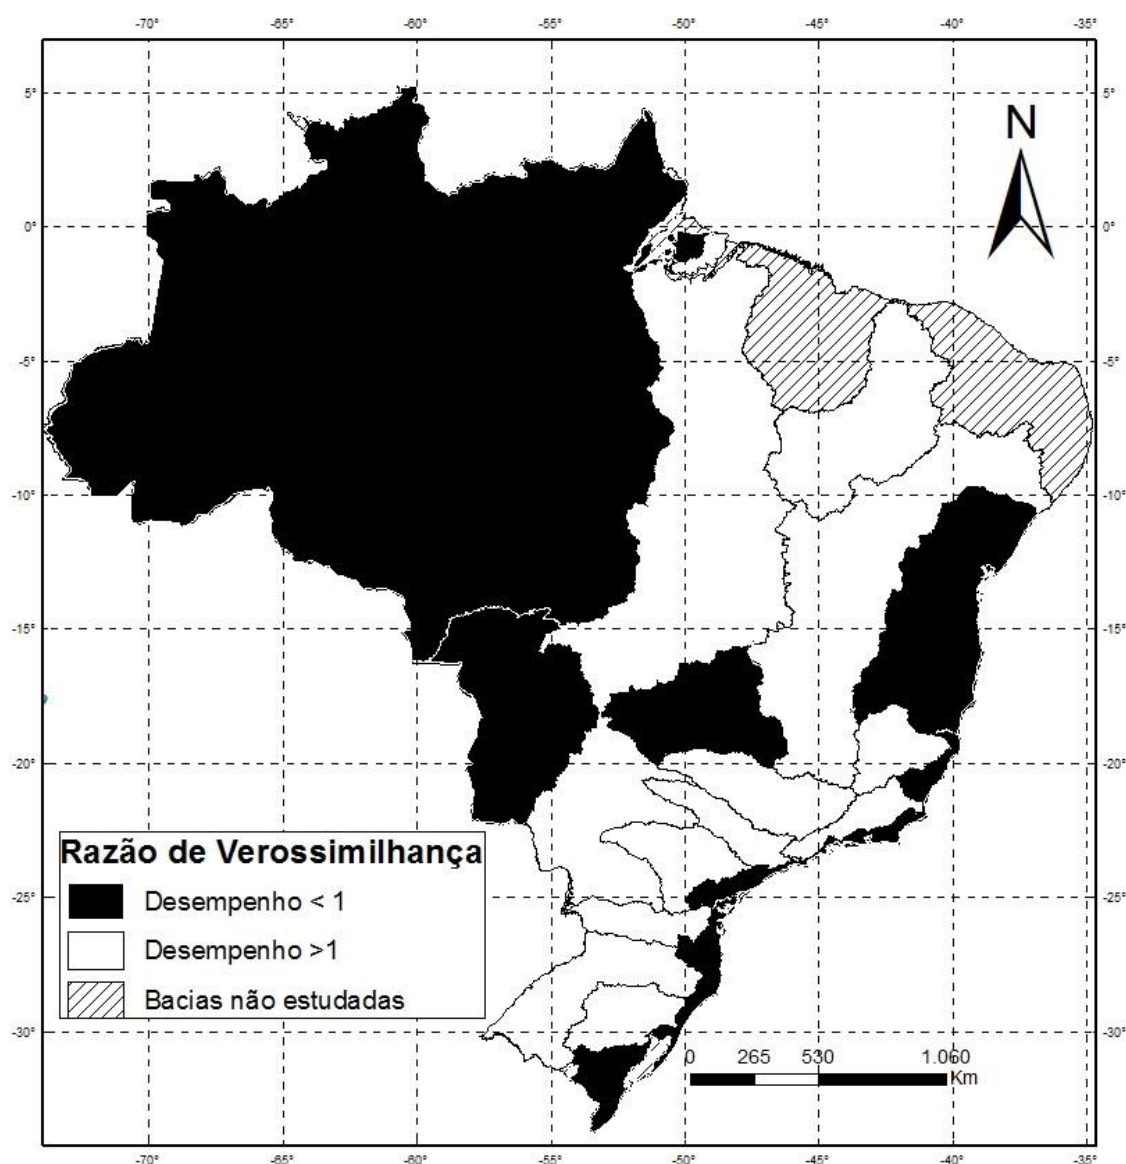 -70° -65° -60° -55° -50° -45° -40° -35°
5° 5°
N
0° 0°
-5° -5°
-10° -10°
-15° -15°
-20° -20°
Razão de Verossimilhança
Desempenho < 1
-25° -25°
Desempenho >1
Bacias não estudadas
-30° -30°
0 265 530 1.060
Km
-70° -65° -60° -55° -50° -45° -40° -35°